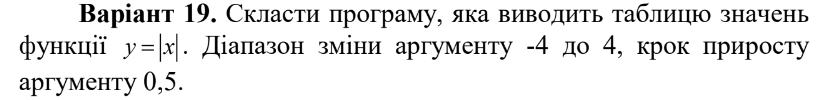 Варіант 19. Скласти програму, яка виводить таблицю значень
функції y=|x|. Діапазон зміни аргументу -4 до 4, крок приросту
аргументу 0,5.